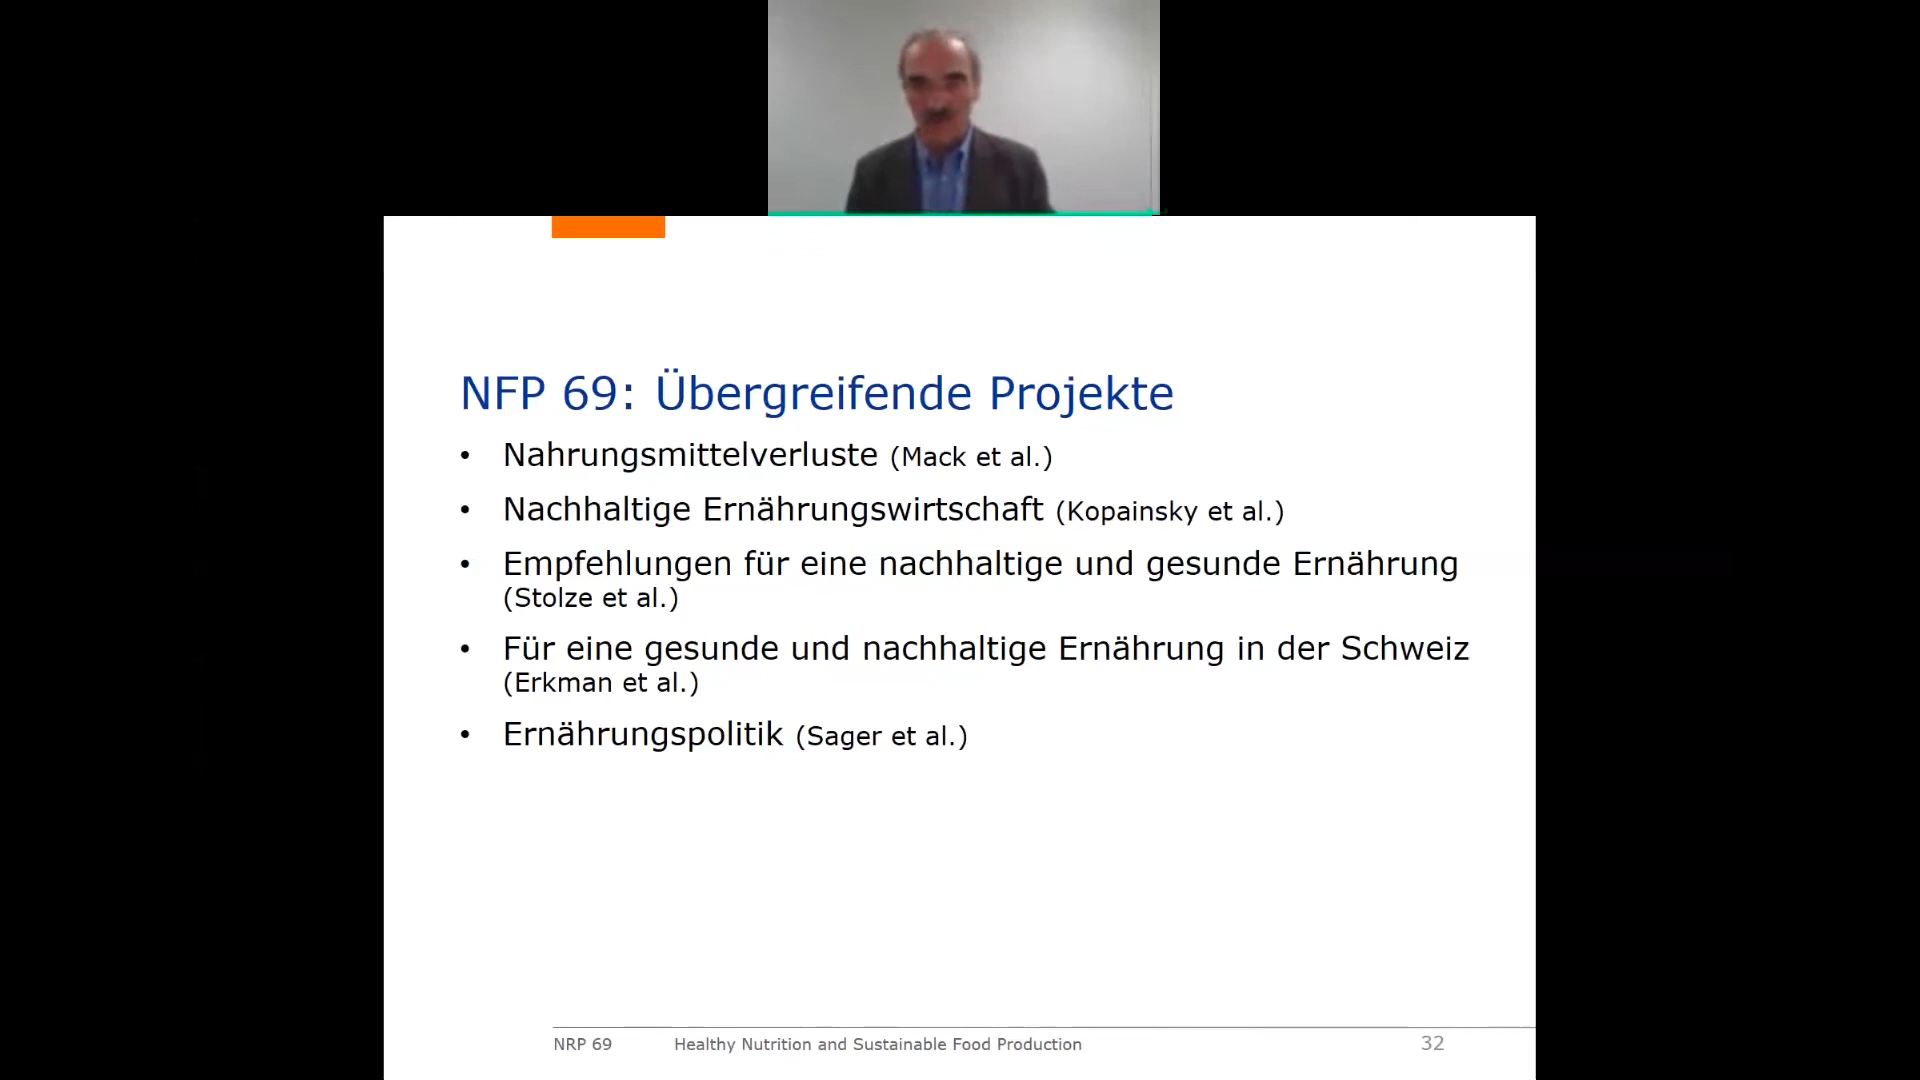 NFP 69: Übergreifende Projekte
• Nahrungsmittelverluste (Mack et al.)
• Nachhaltige Ernährungswirtschaft (Kopainsky et al.)
• Empfehlungen für eine nachhaltige und gesunde Ernährung
(Stolze et al.)
• Für eine gesunde und nachhaltige Ernährung in der Schweiz
(Erkman et al.)
• Ernährungspolitik (Sager et al.)
NRP 69 Healthy Nutrition and Sustainable Food Production 32